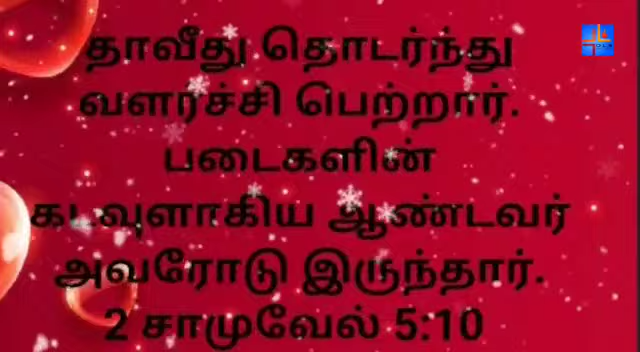 தாவீது தொடர்ந்து
வளர்ச்சி பெற்றார்.
படைகளின்
கடவுளாகிய ஆண்டவர்
அவரோடு இருந்தார்.
2 சாமுவேல் 5:10